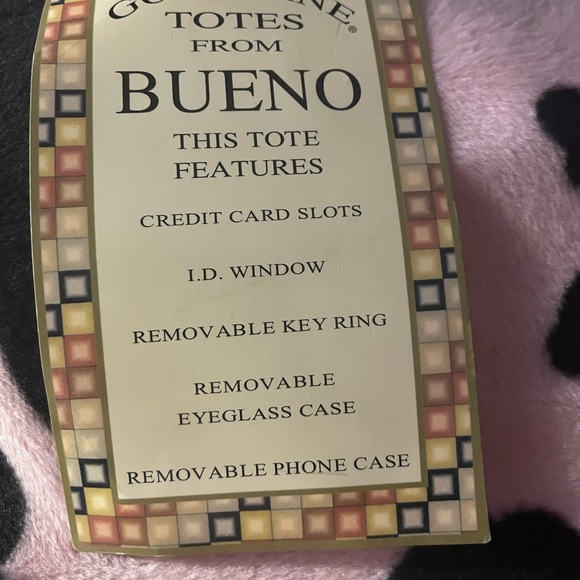 TOTES
FROM
BUENO
THIS TOTE
FEATURES
CREDIT CARD SLOTS
I.D. WINDOW
REMOVABLE KEY RING
REMOVABLE
EYEGLASS CASE
REMOVABLE PHONE CASE